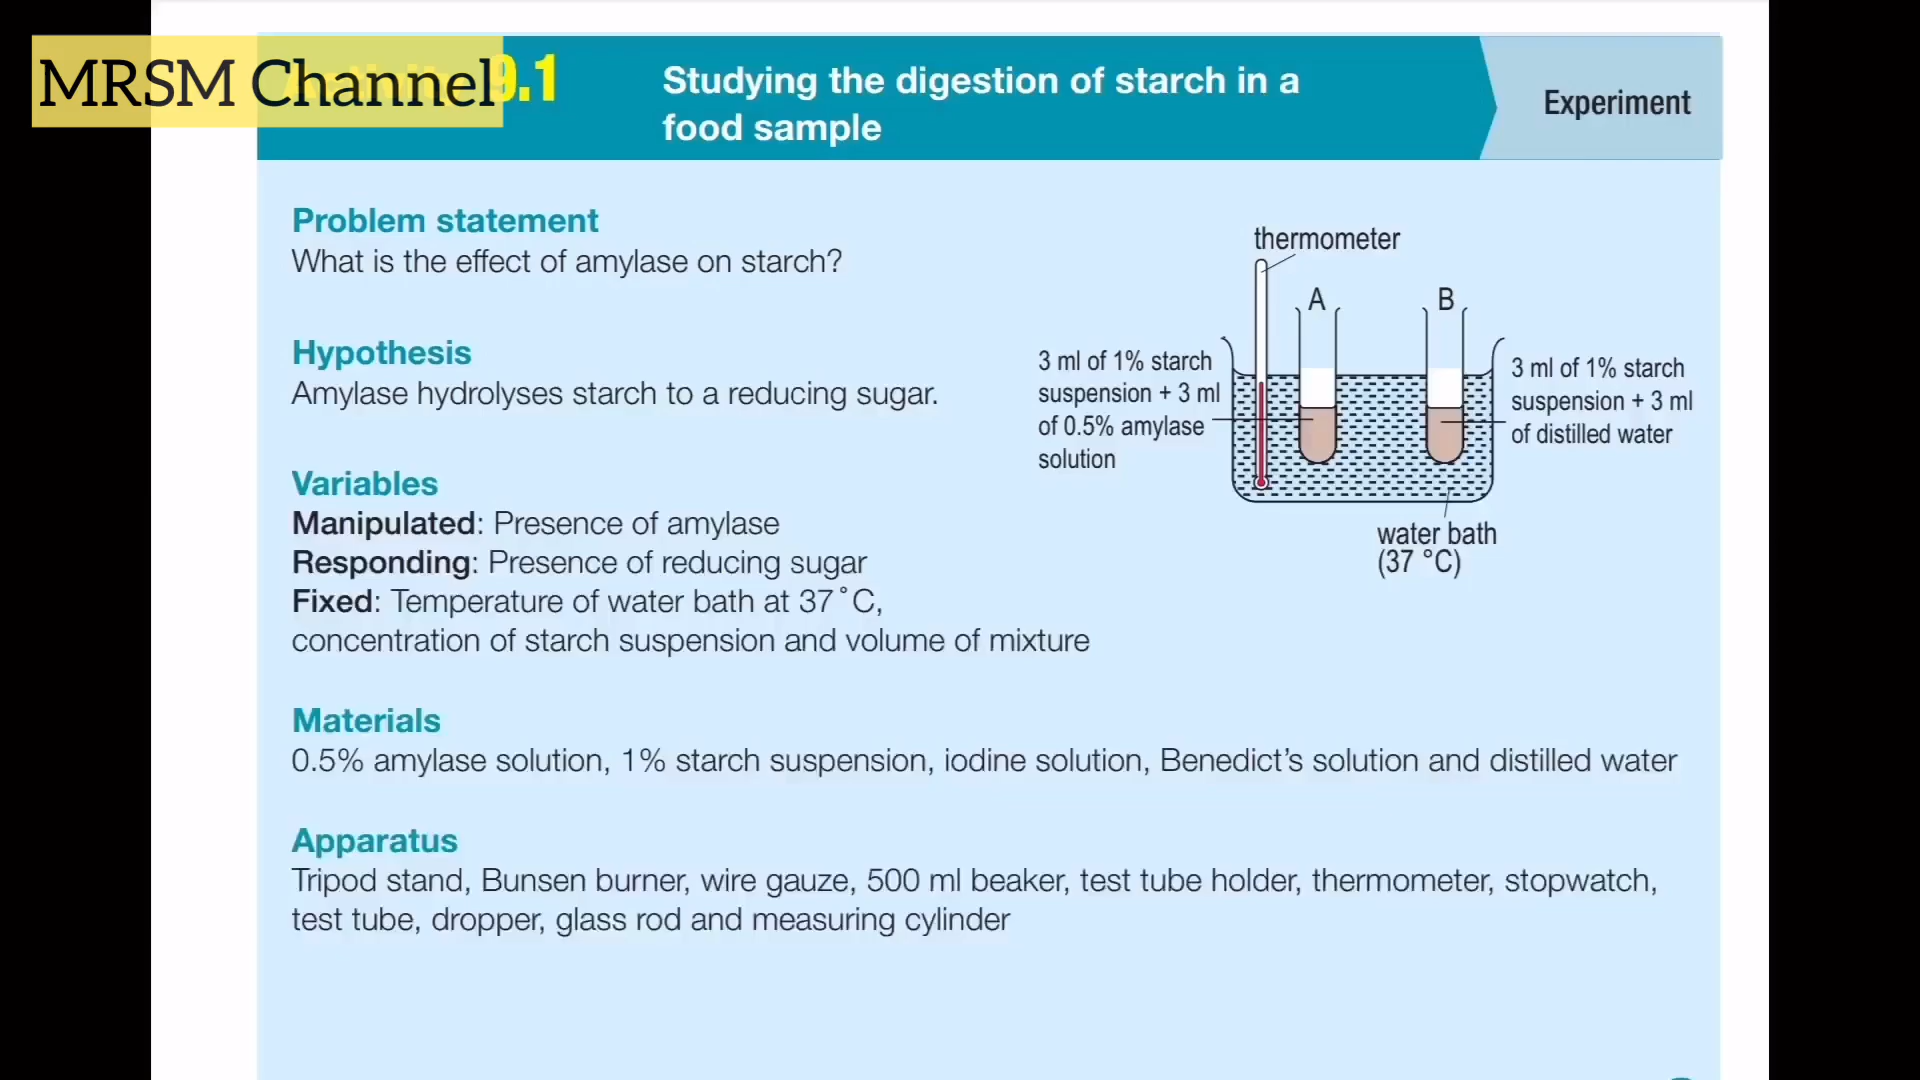 MRSM Channel
9.1
Studying the digestion of starch in a
food sample
Experiment
Problem statement
What is the effect of amylase on starch?
Hypothesis
Amylase hydrolyses starch to a reducing sugar.
Variables
Manipulated: Presence of amylase
Responding: Presence of reducing sugar
Fixed: Temperature of water bath at 37˚C,
concentration of starch suspension and volume of mixture
thermometer
A
B
3 ml of 1% starch
suspension + 3 ml
of 0.5% amylase
solution
3 ml of 1% starch
suspension + 3 ml
of distilled water
water bath
(37 °C)
Materials
0.5% amylase solution, 1% starch suspension, iodine solution, Benedict’s solution and distilled water
Apparatus
Tripod stand, Bunsen burner, wire gauze, 500 ml beaker, test tube holder, thermometer, stopwatch,
test tube, dropper, glass rod and measuring cylinder